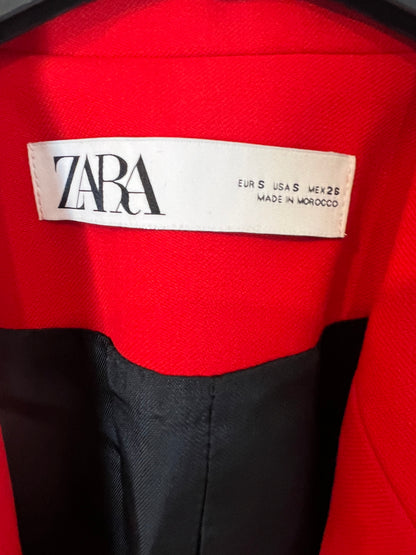 ZARA
EUR S USA S MEX 26
MADE IN MOROCCO